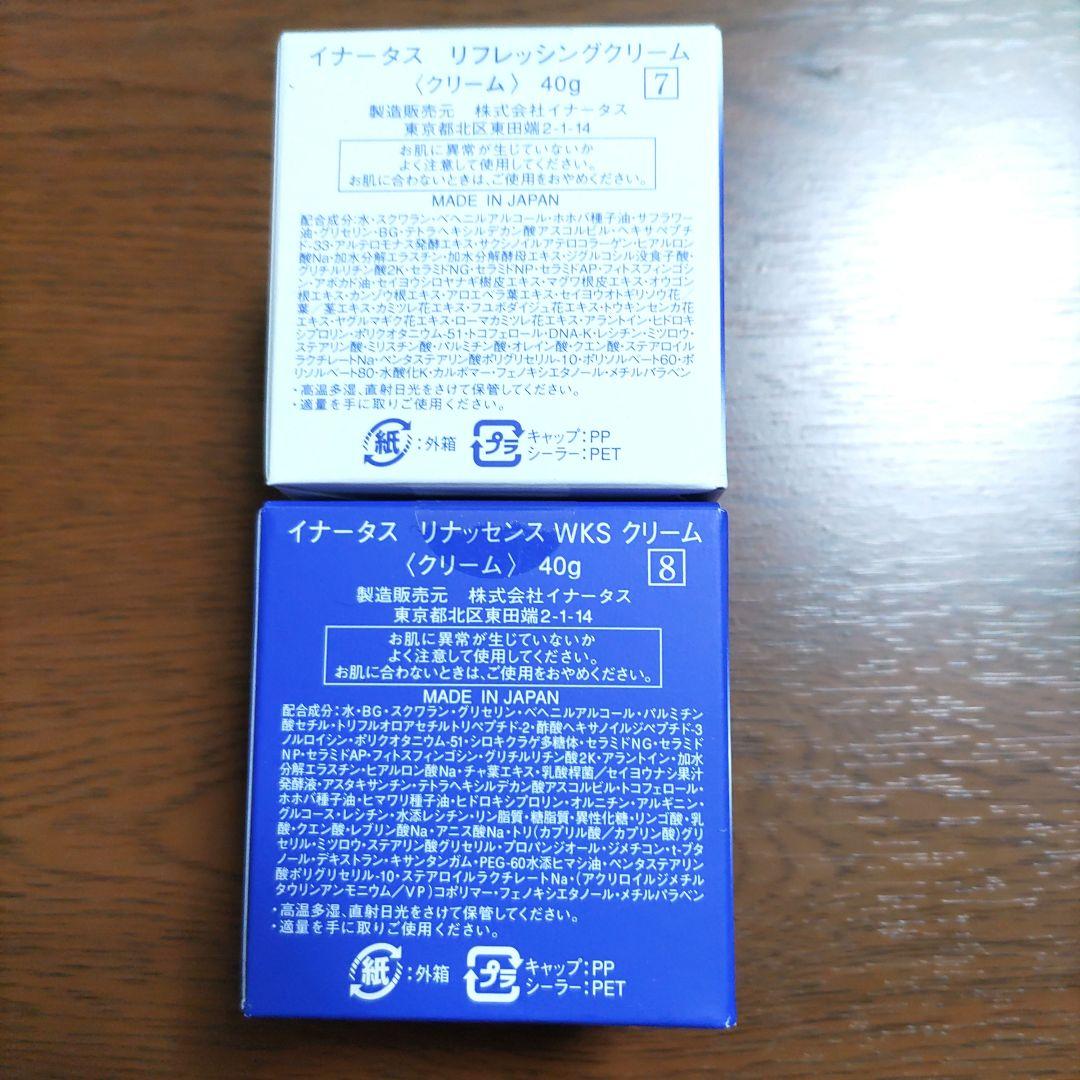 イナータス リフレッシングクリーム
〈クリーム〉 40g
7
製造販売元 株式会社イナータス
東京都北区東田端2-1-14
お肌に異常が生じていないか
よく注意して使用してください。
お肌に合わないときは、ご使用をおやめください。
MADE IN JAPAN
配合成分:水・スクワラン・ベヘニルアルコール・ホホバ種子油・サフラワー
油・グリセリン・BG・テトラヘキシルデカン酸アスコルビル・ヘキサペプチ
ド-33・アルテロモナス発酵エキス・サクシノイルアテロコラーゲン・ヒアルロン
酸Na・加水分解エラスチン・加水分解酵母エキス・ジグルコシル没食子酸・
グリチルリチン酸2K・セラミドNG・セラミドNP・セラミドAP・フィトスフィンゴシ
ン・アボカド油・セイヨウシロヤナギ樹皮エキス・マグワ根皮エキス・オウゴン
根エキス・カンゾウ根エキス・アロエベラ葉エキス・セイヨウオトギリソウ花
／葉／茎エキス・カミツレ花エキス・フユボダイジュ花エキス・トウキンセンカ花
エキス・ヤグルマギク花エキス・ローマカミツレ花エキス・アラントイン・ヒドロキ
シプロリン・ポリクオタニウム-51・トコフェロール・DNA-K・レシチン・ミツロウ・
ステアリン酸・ミリスチン酸・パルミチン酸・オレイン酸・クエン酸・ステアロイル
ラクチレートNa・ペンタステアリン酸ポリグリセリル-10・ポリソルベート60・ポ
リソルベート80・水酸化K・カルボマー・フェノキシエタノール・メチルパラベン
・高温多湿、直射日光をさけて保管してください。
・適量を手に取りご使用ください。
紙:外箱
プラ
キャップ:PP
シーラー:PET
イナータス リナッセンス WKS クリーム
〈クリーム〉 40g
8
製造販売元 株式会社イナータス
東京都北区東田端2-1-14
お肌に異常が生じていないか
よく注意して使用してください。
お肌に合わないときは、ご使用をおやめください。
MADE IN JAPAN
配合成分:水・BG・スクワラン・グリセリン・ベヘニルアルコール・パルミチン
酸セチル・トリフルオロアセチルトリペプチド-2・酢酸ヘキサノイルジペプチド-3
ノルロイシン・ポリクオタニウム-51・シロキクラゲ多糖体・セラミドNG・セラミド
NP・セラミドAP・フィトスフィンゴシン・グリチルリチン酸2K・アラントイン・加水
分解エラスチン・ヒアルロン酸Na・チャ葉エキス・乳酸桿菌／セイヨウナシ果汁
発酵液・アスタキサンチン・テトラヘキシルデカン酸アスコルビル・トコフェロール・
ホホバ種子油・ヒマワリ種子油・ヒドロキシプロリン・オルニチン・アルギニン・
グルコース・レシチン・水添レシチン・リン脂質・糖脂質・異性化糖・リンゴ酸・乳
酸・クエン酸・レブリン酸Na・アニス酸Na・トリ(カプリル酸／カプリン酸)グリ
セリル・ミツロウ・ステアリン酸グリセリル・プロパンジオール・ジメチコン・t-ブタ
ノール・デキストラン・キサンタンガム・PEG-60水添ヒマシ油・ペンタステアリン
酸ポリグリセリル-10・ステアロイルラクチレートNa・(アクリロイルジメチル
タウリンアンモニウム／VP)コポリマー・フェノキシエタノール・メチルパラベン
・高温多湿、直射日光をさけて保管してください。
・適量を手に取りご使用ください。
紙:外箱
プラ
キャップ:PP
シーラー:PET